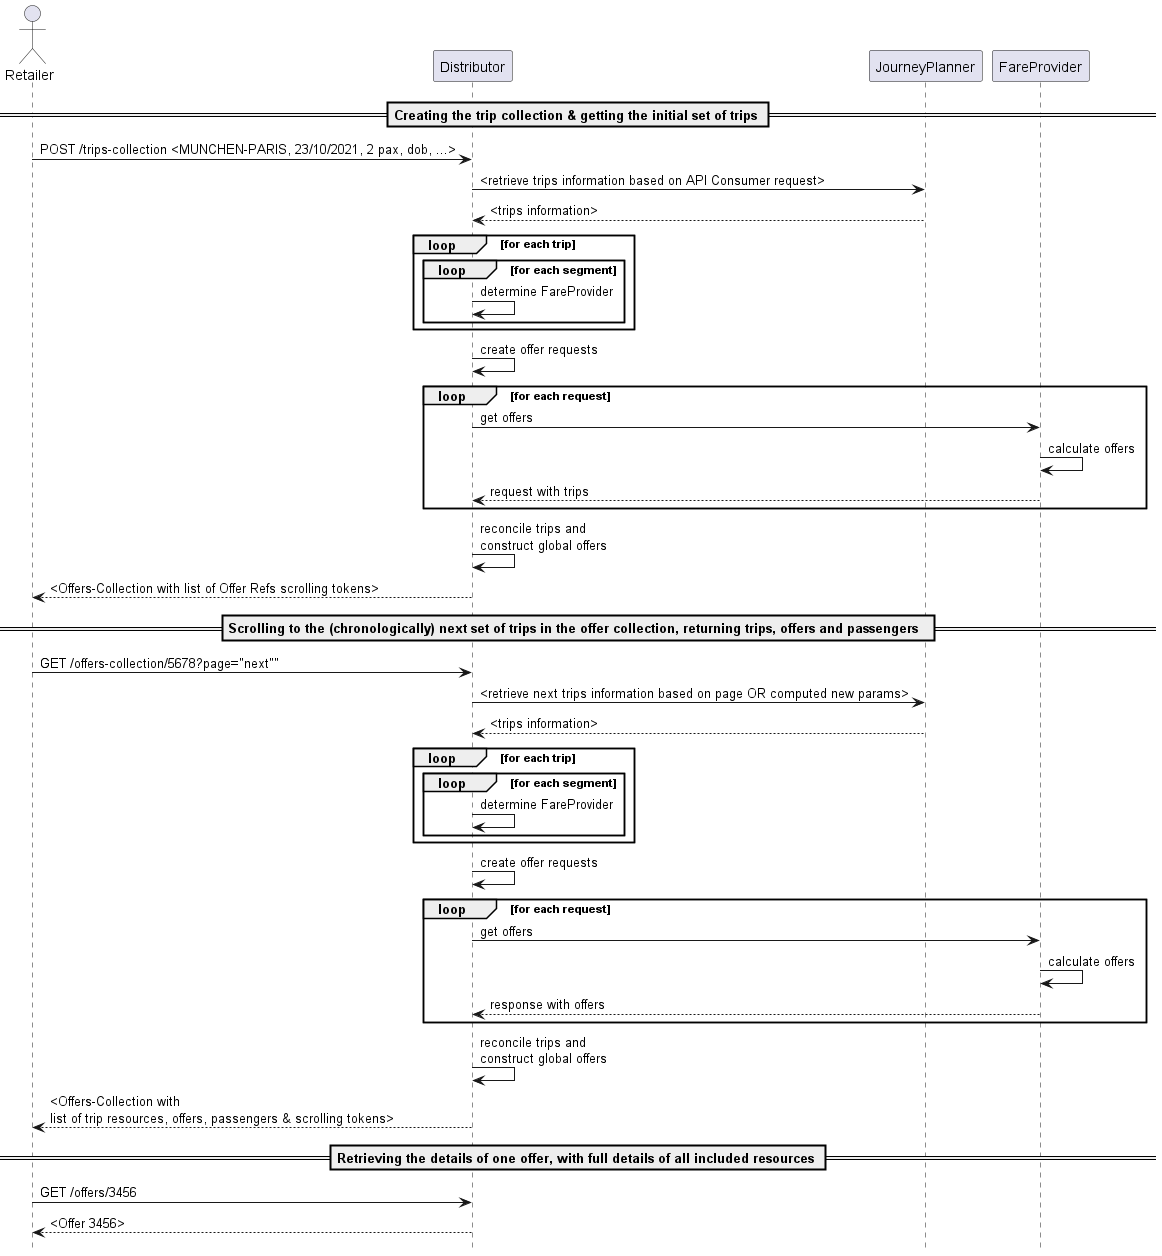 Retailer
Distributor
JourneyPlanner
FareProvider
Creating the trip collection & getting the initial set of trips
POST /trips-collection <MUNCHEN-PARIS, 23/10/2021, 2 pax, dob, ...>
<retrieve trips information based on API Consumer request>
<trips information>
loop [for each trip]
loop [for each segment]
determine FareProvider
create offer requests
loop [for each request]
get offers
calculate offers
request with trips
reconcile trips and
construct global offers
<Offers-Collection with list of Offer Refs scrolling tokens>
Scrolling to the (chronologically) next set of trips in the offer collection, returning trips, offers and passengers
GET /offers-collection/5678?page="next""
<retrieve next trips information based on page OR computed new params>
<trips information>
loop [for each trip]
loop [for each segment]
determine FareProvider
create offer requests
loop [for each request]
get offers
calculate offers
response with offers
reconcile trips and
construct global offers
<Offers-Collection with
list of trip resources, offers, passengers & scrolling tokens>
Retrieving the details of one offer, with full details of all included resources
GET /offers/3456
<Offer 3456>